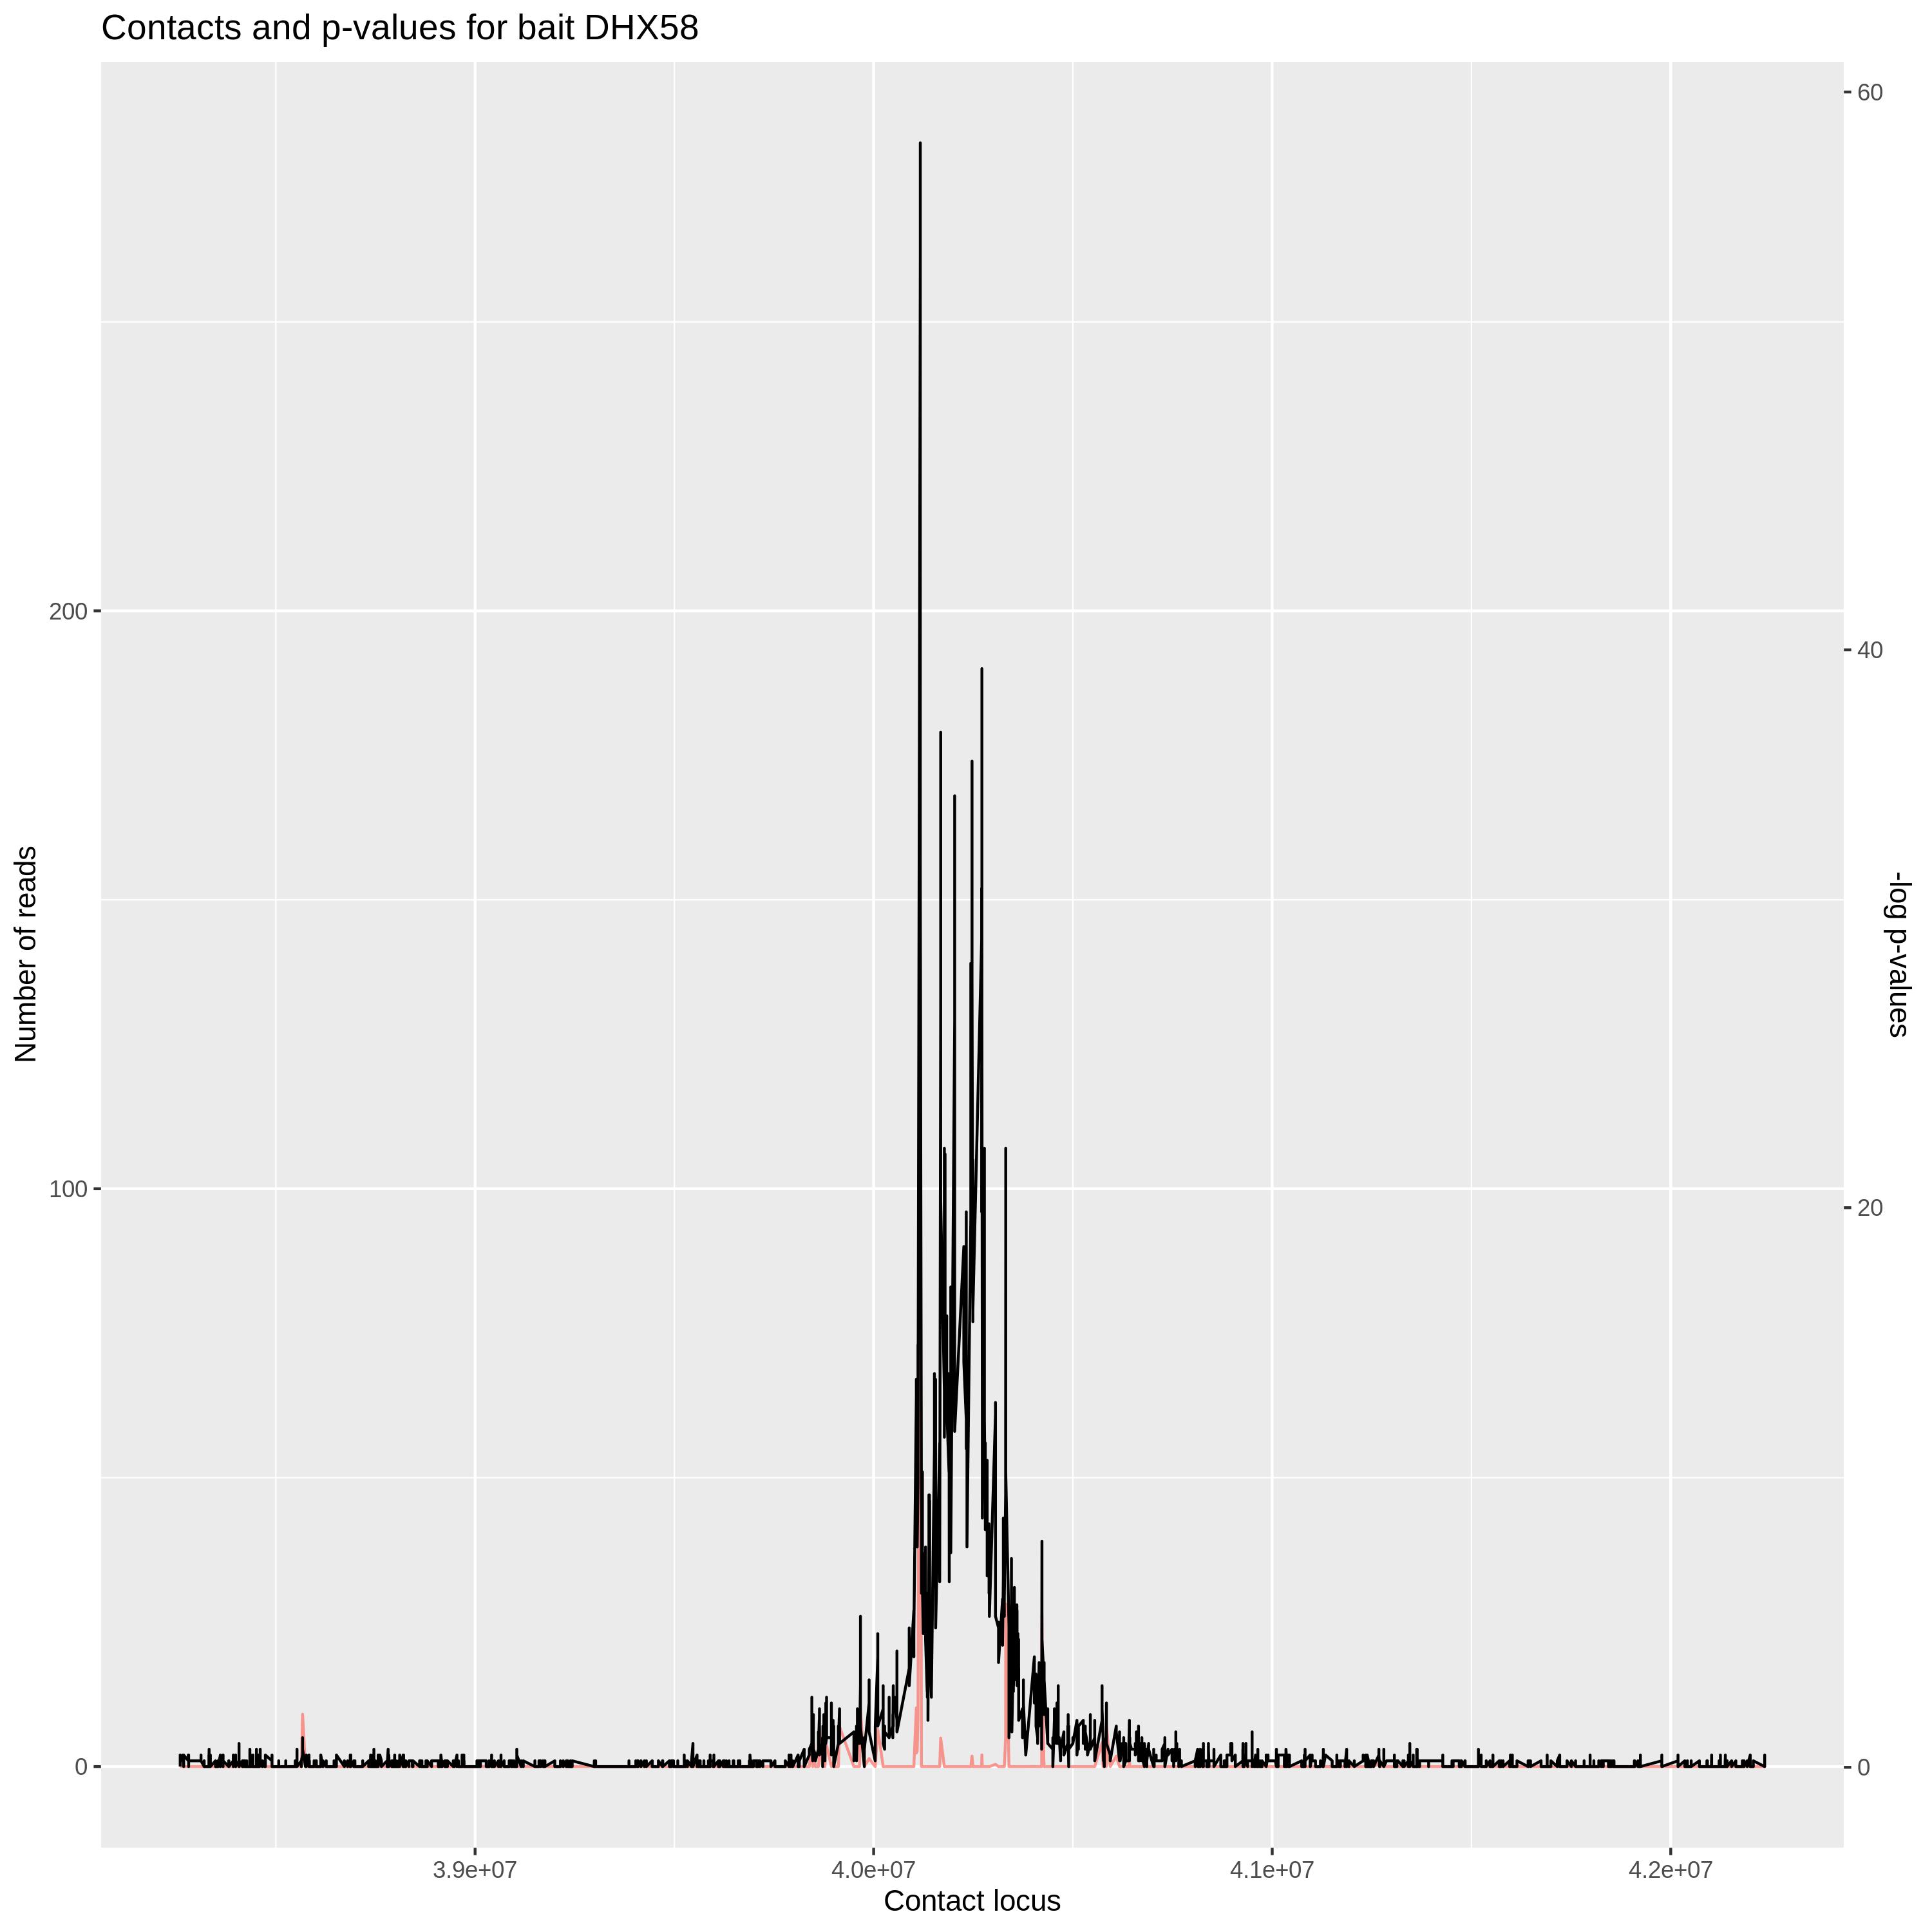 Contacts and p-values for bait DHX58
60
200
40
Number of reads
-log p-values
100
20
0
0
3.9e+07
4.0e+07
4.1e+07
4.2e+07
Contact locus